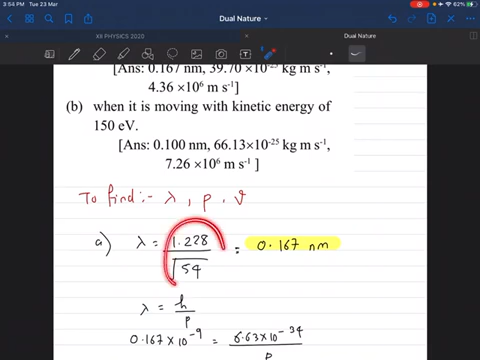 3:54 PM Tue 23 Mar 62%
Dual Nature
XII PHYSICS 2020 Dual Nature
[Ans: 0.167 nm, 39.70 ×10⁻²⁵ kg m s⁻¹,
4.36 ×10⁶ m s⁻¹]
(b) when it is moving with kinetic energy of
150 eV.
[Ans: 0.100 nm, 66.13×10⁻²⁵ kg m s⁻¹,
7.26 ×10⁶ m s⁻¹ ]
To find:- λ, p, ϑ
a) λ = 1.228 / √54 = 0.167 nm
λ = h / p
0.167 × 10⁻⁹ = 6.63×10⁻³⁴ / p